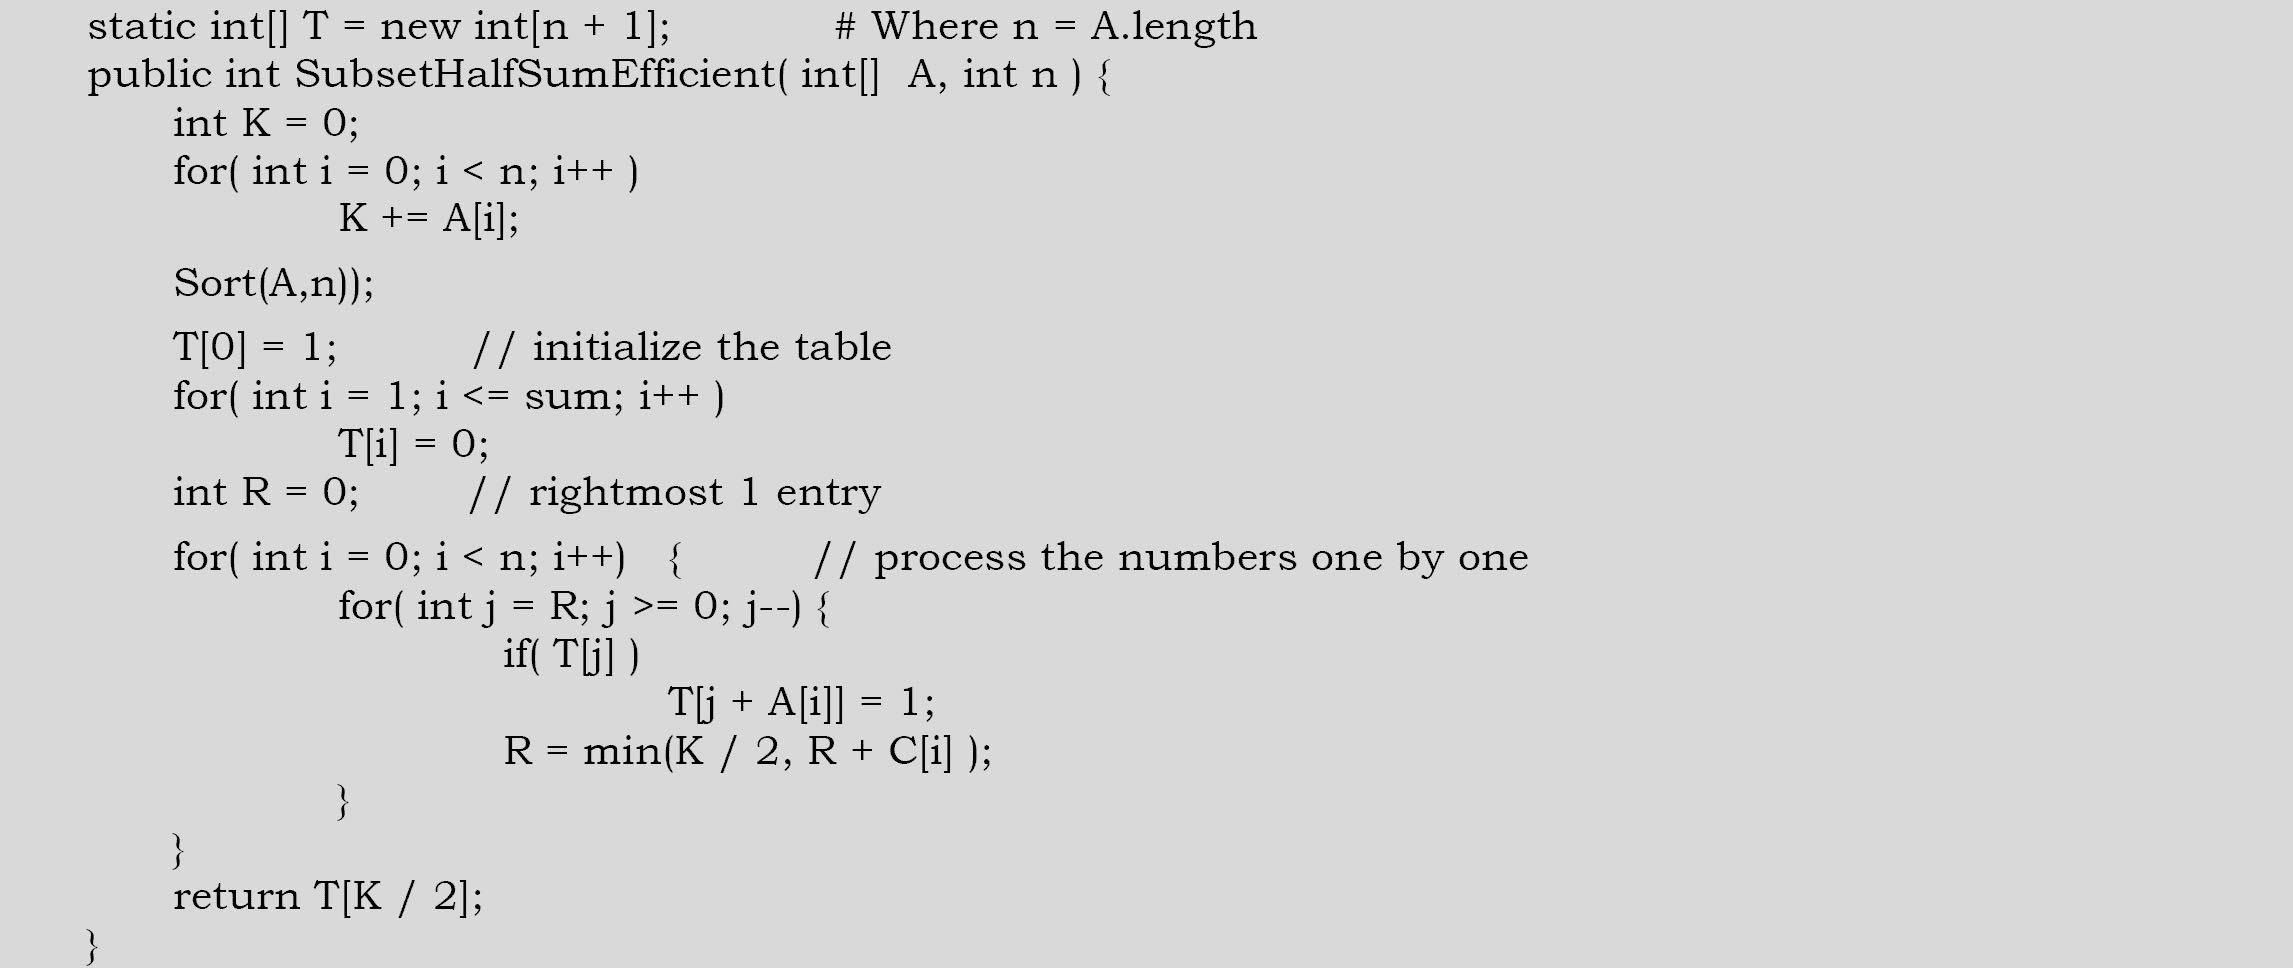 static int[] T = new int[n + 1]; # Where n = A.length
public int SubsetHalfSumEfficient( int[] A, int n ) {
int K = 0;
for( int i = 0; i < n; i++ )
K += A[i];
Sort(A,n));
T[0] = 1; // initialize the table
for( int i = 1; i <= sum; i++ )
T[i] = 0;
int R = 0; // rightmost 1 entry
for( int i = 0; i < n; i++) { // process the numbers one by one
for( int j = R; j >= 0; j--) {
if( T[j] )
T[j + A[i]] = 1;
R = min(K / 2, R + C[i] );
}
}
return T[K / 2];
}